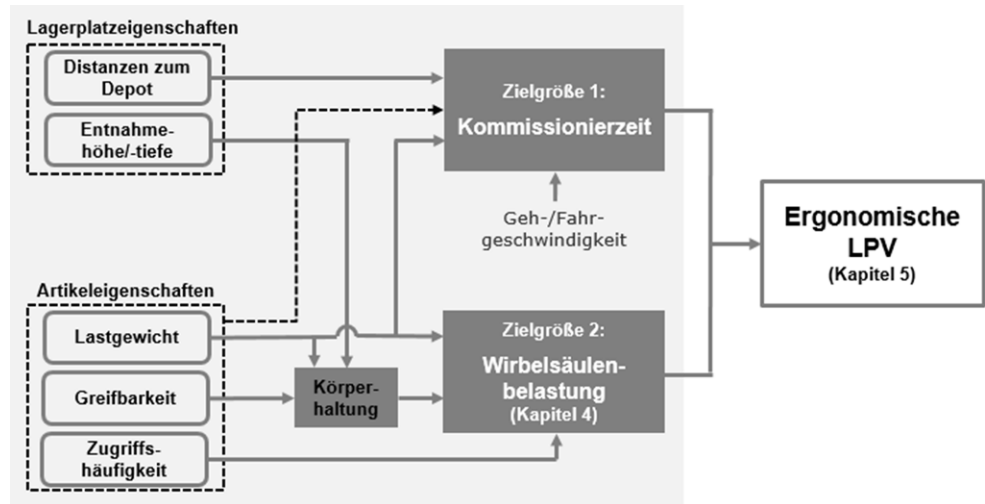 Lagerplatzeigenschaften
Distanzen zum
Depot
Entnahme-
höhe/-tiefe
Zielgröße 1:
Kommissionierzeit
Geh-/Fahr-
geschwindigkeit
Ergonomische
LPV
(Kapitel 5)
Artikeleigenschaften
Lastgewicht
Greifbarkeit
Zugriffs-
häufigkeit
Körper-
haltung
Zielgröße 2:
Wirbelsäulen-
belastung
(Kapitel 4)